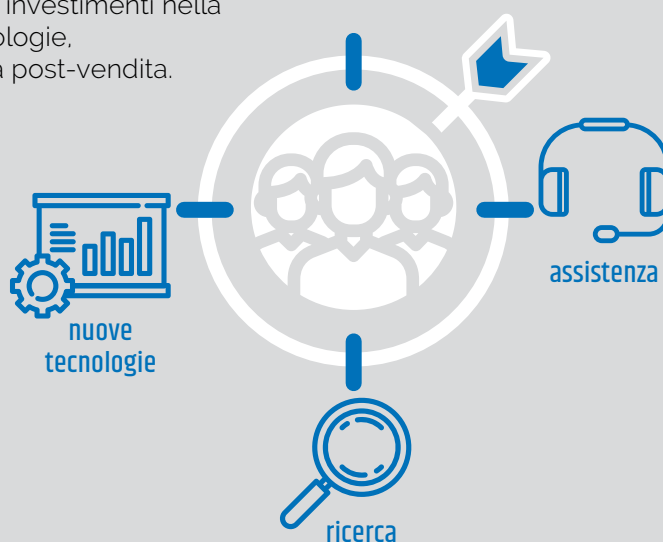 investimenti nella
ologie,
a post-vendita.
assistenza
nuove
tecnologie
ricerca